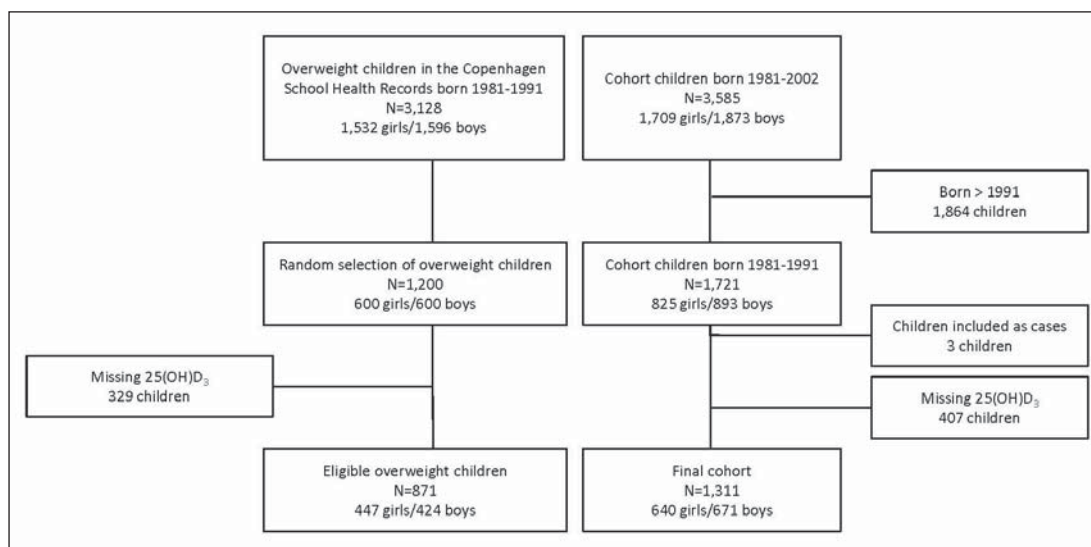 Overweight children in the Copenhagen
School Health Records born 1981-1991
N=3,128
1,532 girls/1,596 boys
Cohort children born 1981-2002
N=3,585
1,709 girls/1,873 boys
Born > 1991
1,864 children
Random selection of overweight children
N=1,200
600 girls/600 boys
Cohort children born 1981-1991
N=1,721
825 girls/893 boys
Children included as cases
3 children
Missing 25(OH)D₃
329 children
Missing 25(OH)D₃
407 children
Eligible overweight children
N=871
447 girls/424 boys
Final cohort
N=1,311
640 girls/671 boys